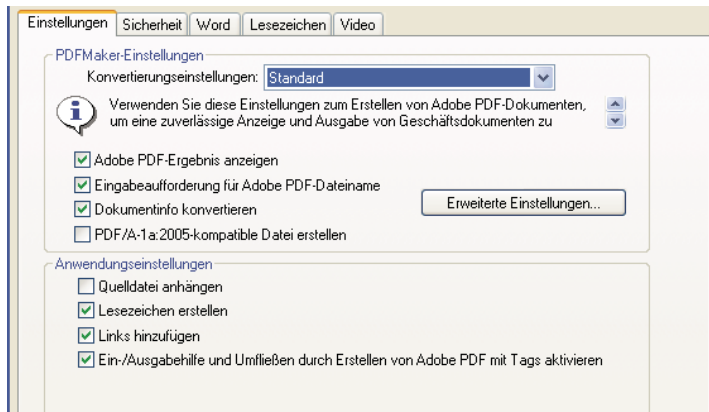 Einstellungen Sicherheit Word Lesezeichen Video
PDFMaker-Einstellungen
Konvertierungseinstellungen: Standard
Verwenden Sie diese Einstellungen zum Erstellen von Adobe PDF-Dokumenten,
um eine zuverlässige Anzeige und Ausgabe von Geschäftsdokumenten zu
Adobe PDF-Ergebnis anzeigen
Eingabeaufforderung für Adobe PDF-Dateiname
Dokumentinfo konvertieren
Erweiterte Einstellungen...
PDF/A-1a:2005-kompatible Datei erstellen
Anwendungseinstellungen
Quelldatei anhängen
Lesezeichen erstellen
Links hinzufügen
Ein-/Ausgabehilfe und Umfließen durch Erstellen von Adobe PDF mit Tags aktivieren